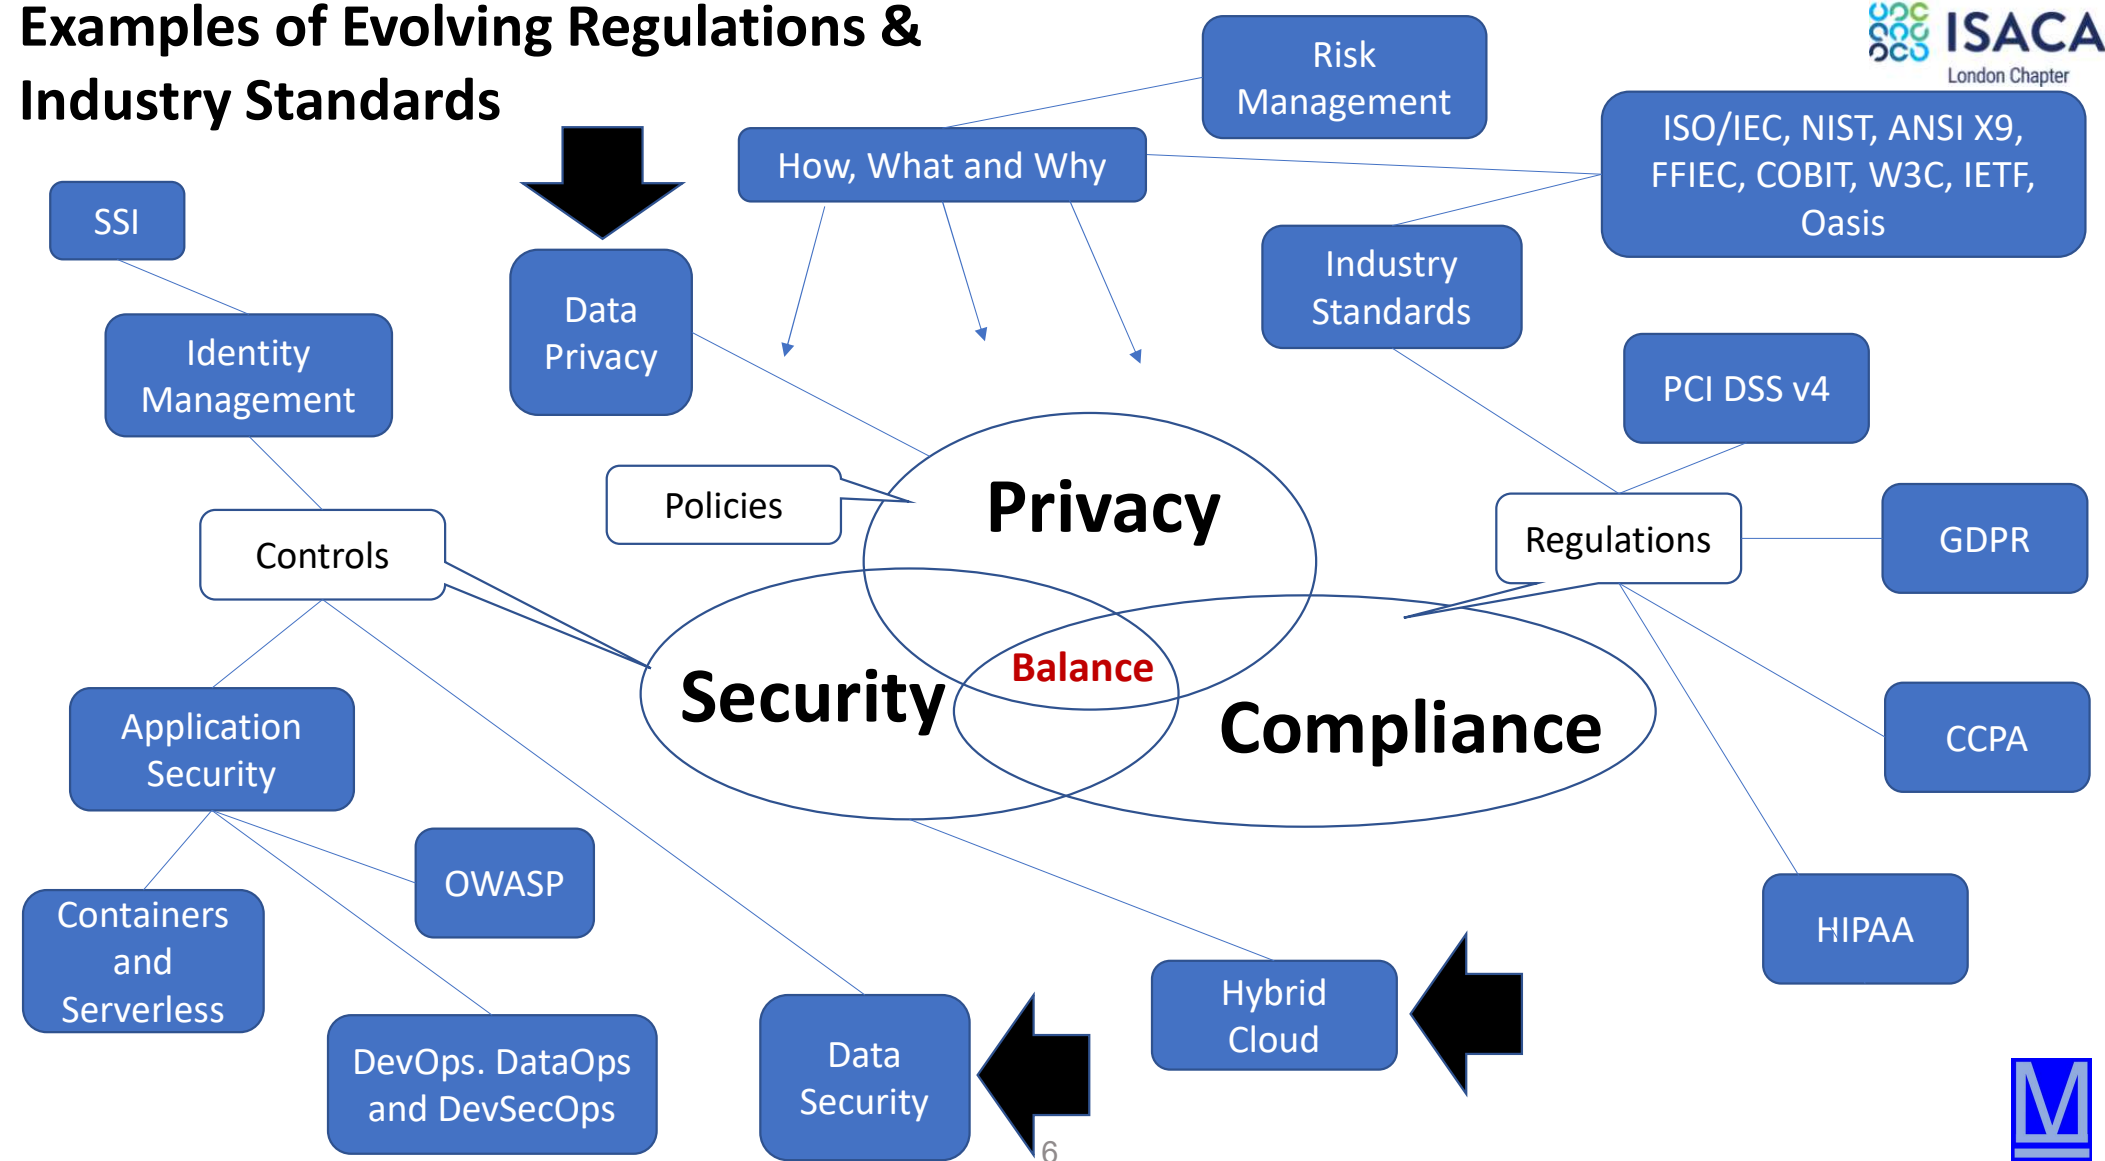 Examples of Evolving Regulations &
Industry Standards
ISACA
London Chapter
Risk
Management
How, What and Why
ISO/IEC, NIST, ANSI X9,
FFIEC, COBIT, W3C, IETF,
Oasis
SSI
Data
Privacy
Industry
Standards
Identity
Management
PCI DSS v4
Policies
Privacy
Controls
Regulations
GDPR
Balance
Security
Compliance
Application
Security
CCPA
OWASP
Containers
and
Serverless
HIPAA
Hybrid
Cloud
DevOps. DataOps
and DevSecOps
Data
Security
6
M